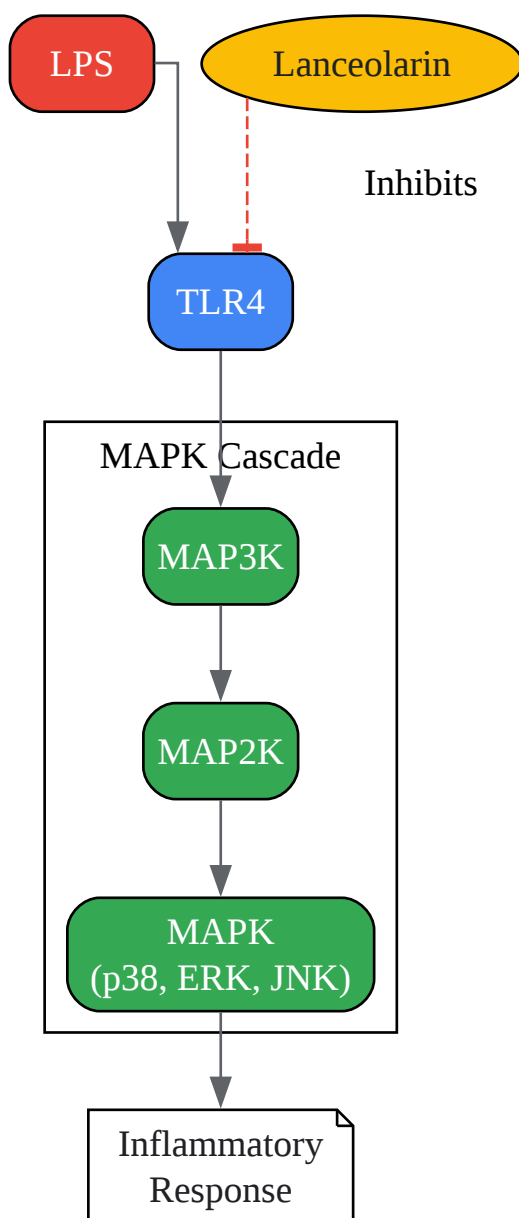 LPS
Lanceolarin
Inhibits
TLR4
MAPK Cascade
MAP3K
MAP2K
MAPK
(p38, ERK, JNK)
Inflammatory
Response